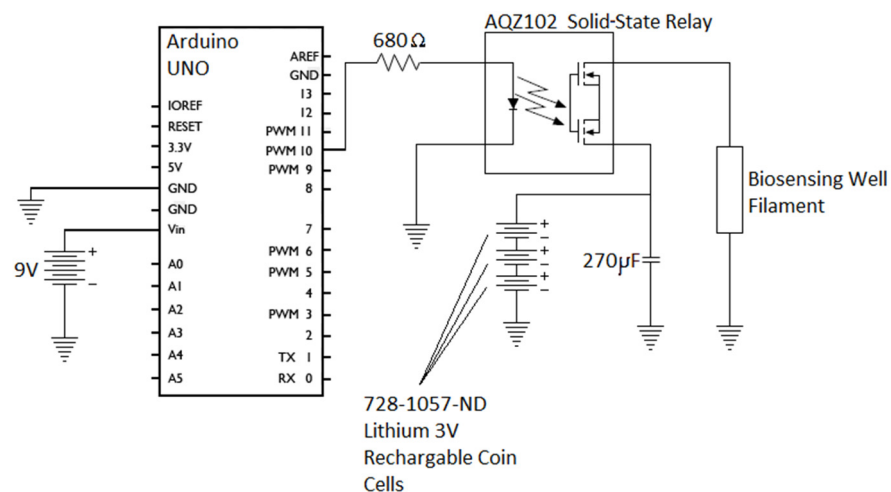 AQZ102 Solid-State Relay
Arduino
UNO
680Ω
AREF
GND
13
12
PWM 11
PWM 10
PWM 9
8
7
PWM 6
PWM 5
4
PWM 3
2
TX 1
RX 0
IOREF
RESET
3.3V
5V
GND
GND
Vin
A0
A1
A2
A3
A4
A5
9V
+
−
+
−
+
−
+
−
270µF
Biosensing Well
Filament
728-1057-ND
Lithium 3V
Rechargable Coin
Cells